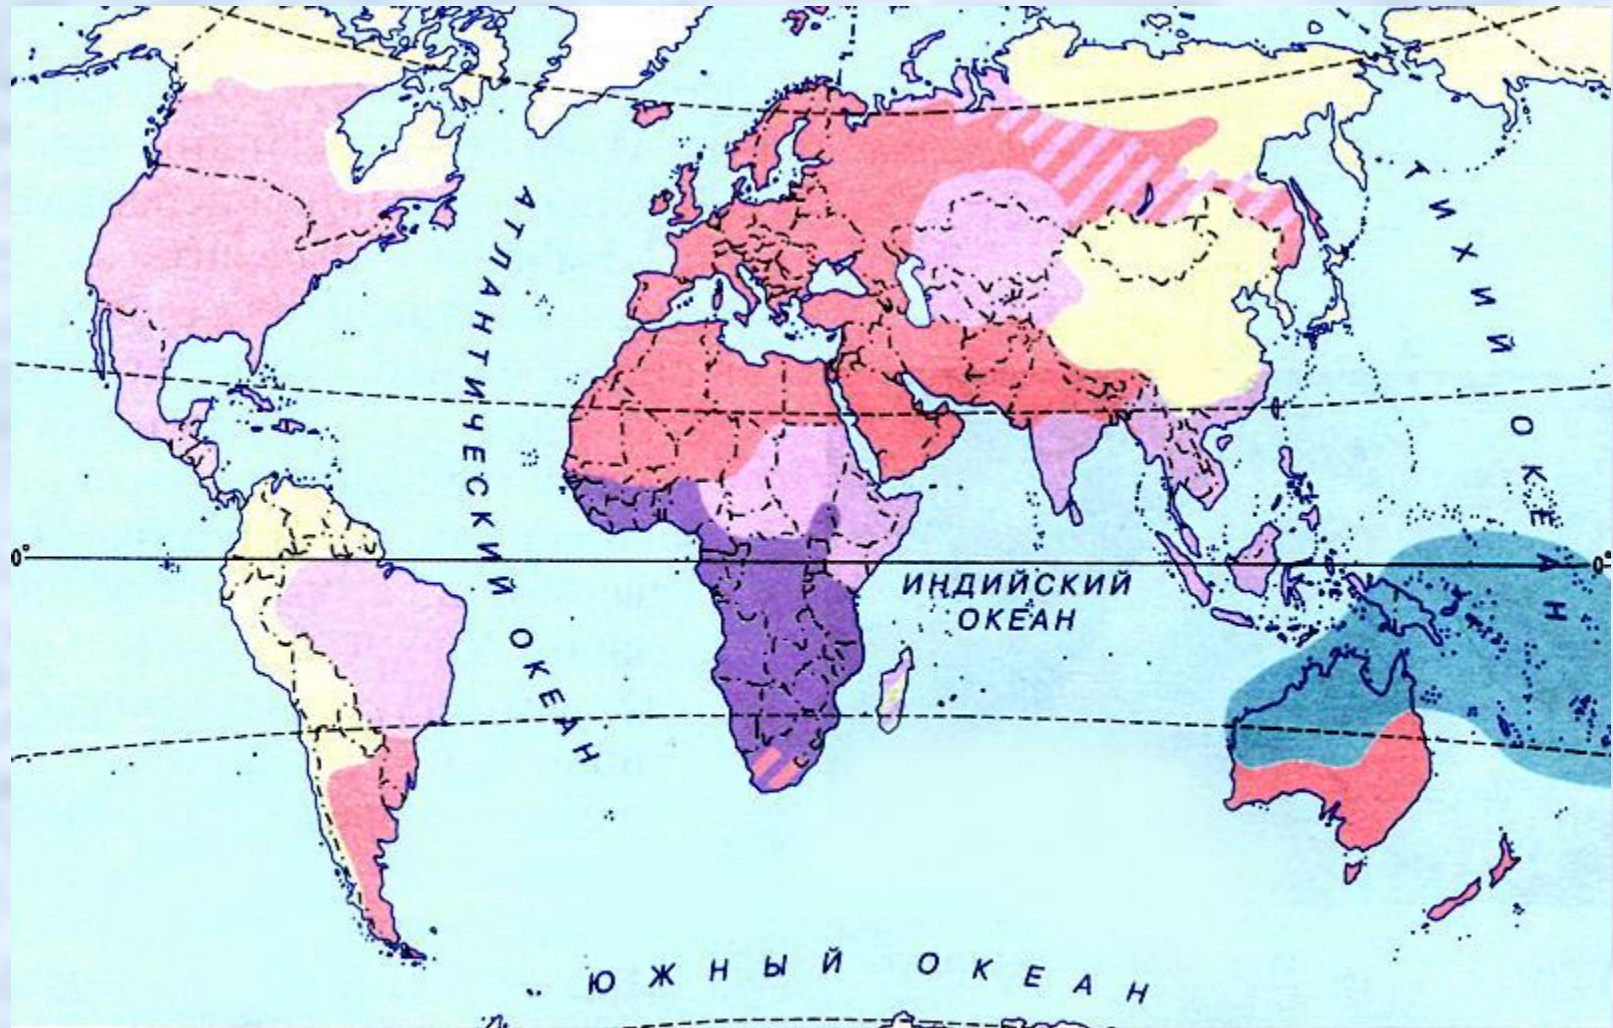 АТЛАНТИЧЕСКИЙ ОКЕАН
ТИХИЙ ОКЕАН
0°
0°
ИНДИЙСКИЙ
ОКЕАН
ЮЖНЫЙ ОКЕАН